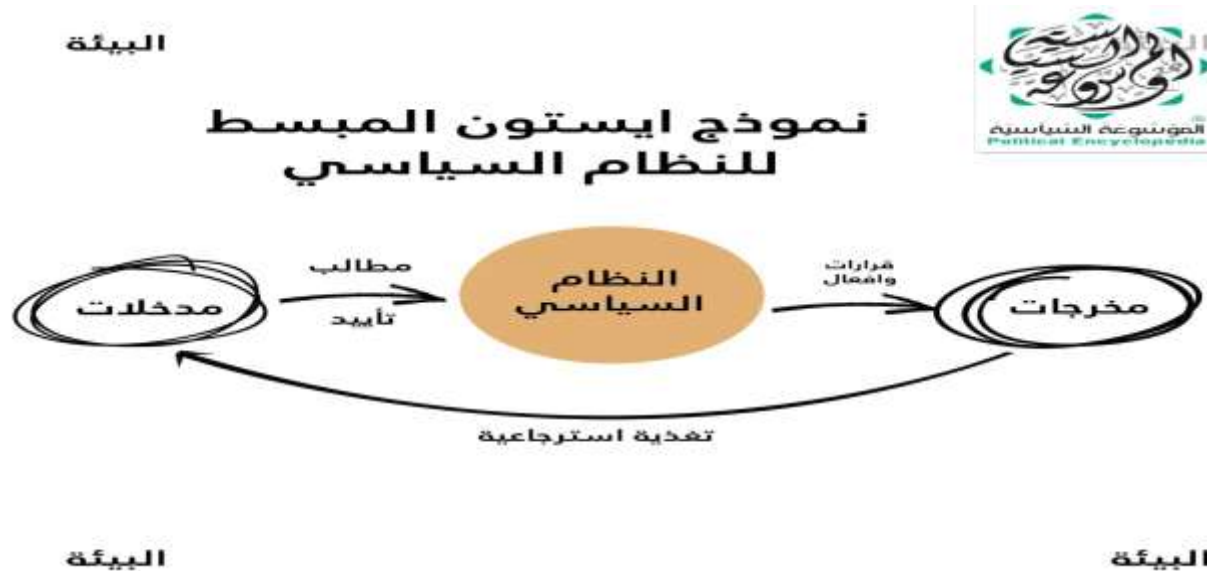 البيئة
الموسوعة السياسية
Political Encyclopedia
نموذج ايستون المبسط
للنظام السياسي
مدخلات
مطالب
تأييد
النظام
السياسي
قرارات
وافعال
مخرجات
تغذية استرجاعية
البيئة
البيئة